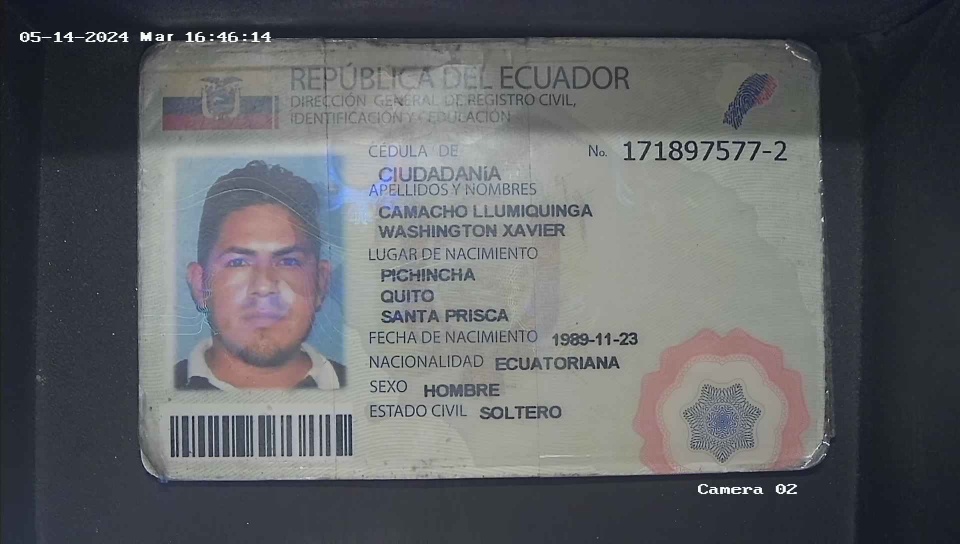 05-14-2024 Mar 16:46:14
REPÚBLICA DEL ECUADOR
DIRECCIÓN GENERAL DE REGISTRO CIVIL,
IDENTIFICACIÓN Y CEDULACIÓN
CÉDULA DE
No. 171897577-2
CIUDADANíA
APELLIDOS Y NOMBRES
CAMACHO LLUMIQUINGA
WASHINGTON XAVIER
LUGAR DE NACIMIENTO
PICHINCHA
QUITO
SANTA PRISCA
FECHA DE NACIMIENTO 1989-11-23
NACIONALIDAD ECUATORIANA
SEXO HOMBRE
ESTADO CIVIL SOLTERO
Camera 02